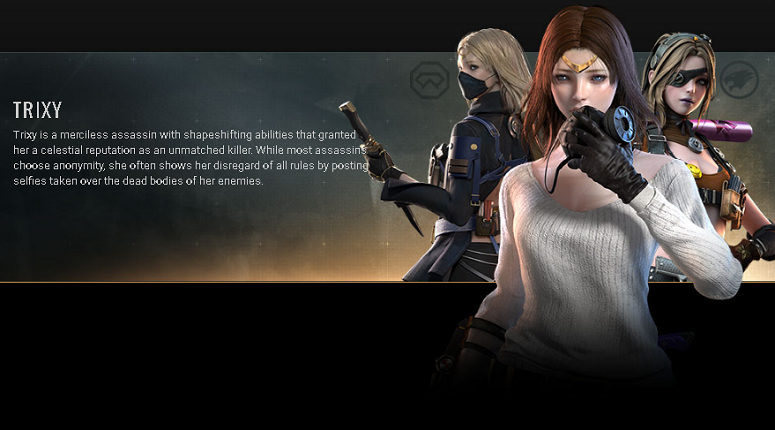 TRIXY
Trixy is a merciless assassin with shapeshifting abilities that granted
her a celestial reputation as an unmatched killer. While most assassins
choose anonymity, she often shows her disregard of all rules by posting
selfies taken over the dead bodies of her enemies.